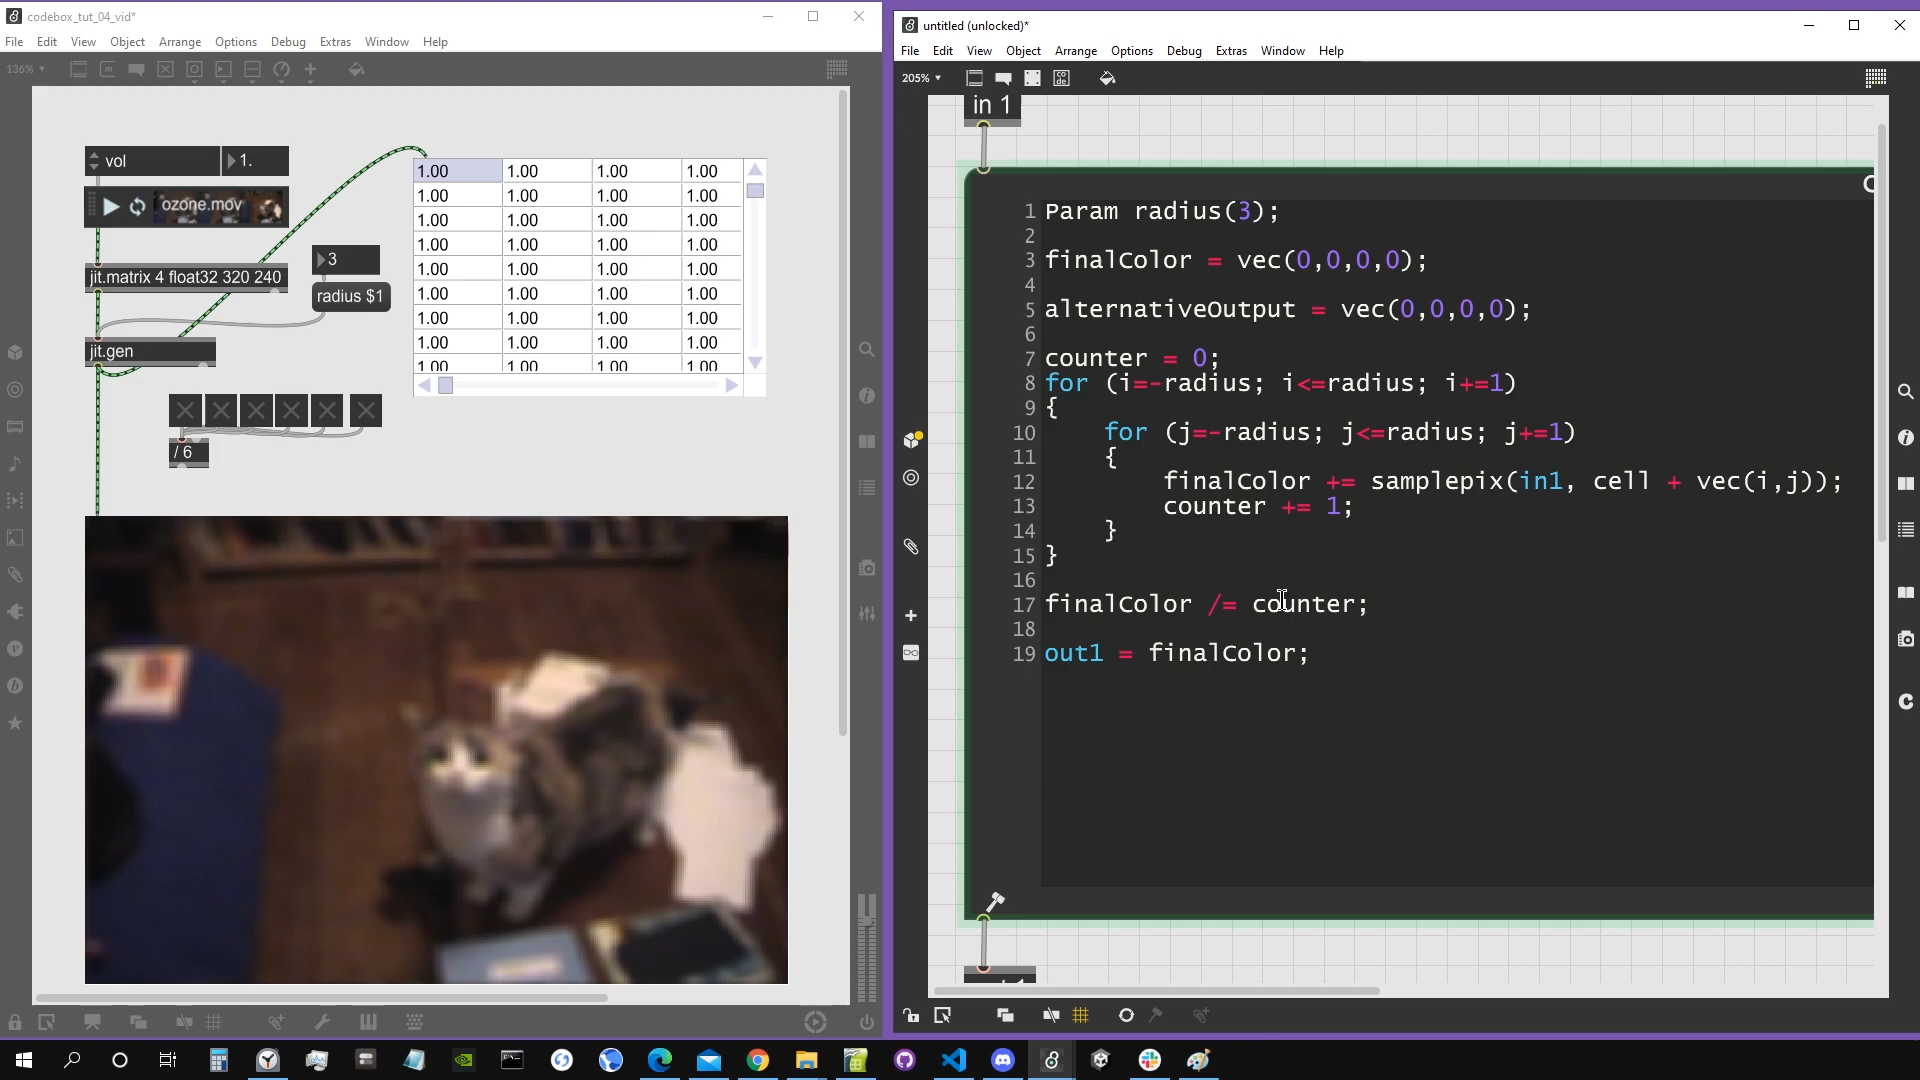 codebox_tut_04_vid*
File Edit View Object Arrange Options Debug Extras Window Help
136%
vol
1.
ozone.mov
jit.matrix 4 float32 320 240
3
radius $1
jit.gen
/ 6
1.00 1.00 1.00 1.00
1.00 1.00 1.00 1.00
1.00 1.00 1.00 1.00
1.00 1.00 1.00 1.00
1.00 1.00 1.00 1.00
1.00 1.00 1.00 1.00
1.00 1.00 1.00 1.00
1.00 1.00 1.00 1.00
1.00 1.00 1.00 1.00
untitled (unlocked)*
File Edit View Object Arrange Options Debug Extras Window Help
205%
in 1
1 Param radius(3);
2
3 finalColor = vec(0,0,0,0);
4
5 alternativeOutput = vec(0,0,0,0);
6
7 counter = 0;
8 for (i=-radius; i<=radius; i+=1)
9 {
10 for (j=-radius; j<=radius; j+=1)
11 {
12 finalColor += samplepix(in1, cell + vec(i,j));
13 counter += 1;
14 }
15 }
16
17 finalColor /= counter;
18
19 out1 = finalColor;